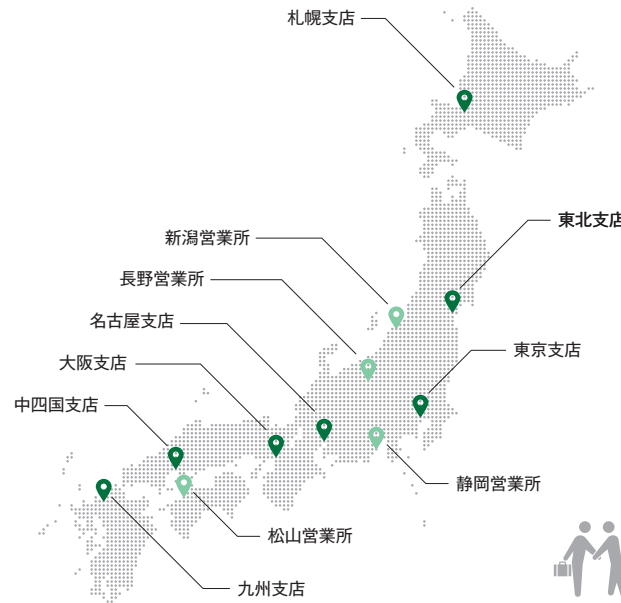 札幌支店
東北支店
新潟営業所
長野営業所
名古屋支店
東京支店
大阪支店
中四国支店
静岡営業所
松山営業所
九州支店